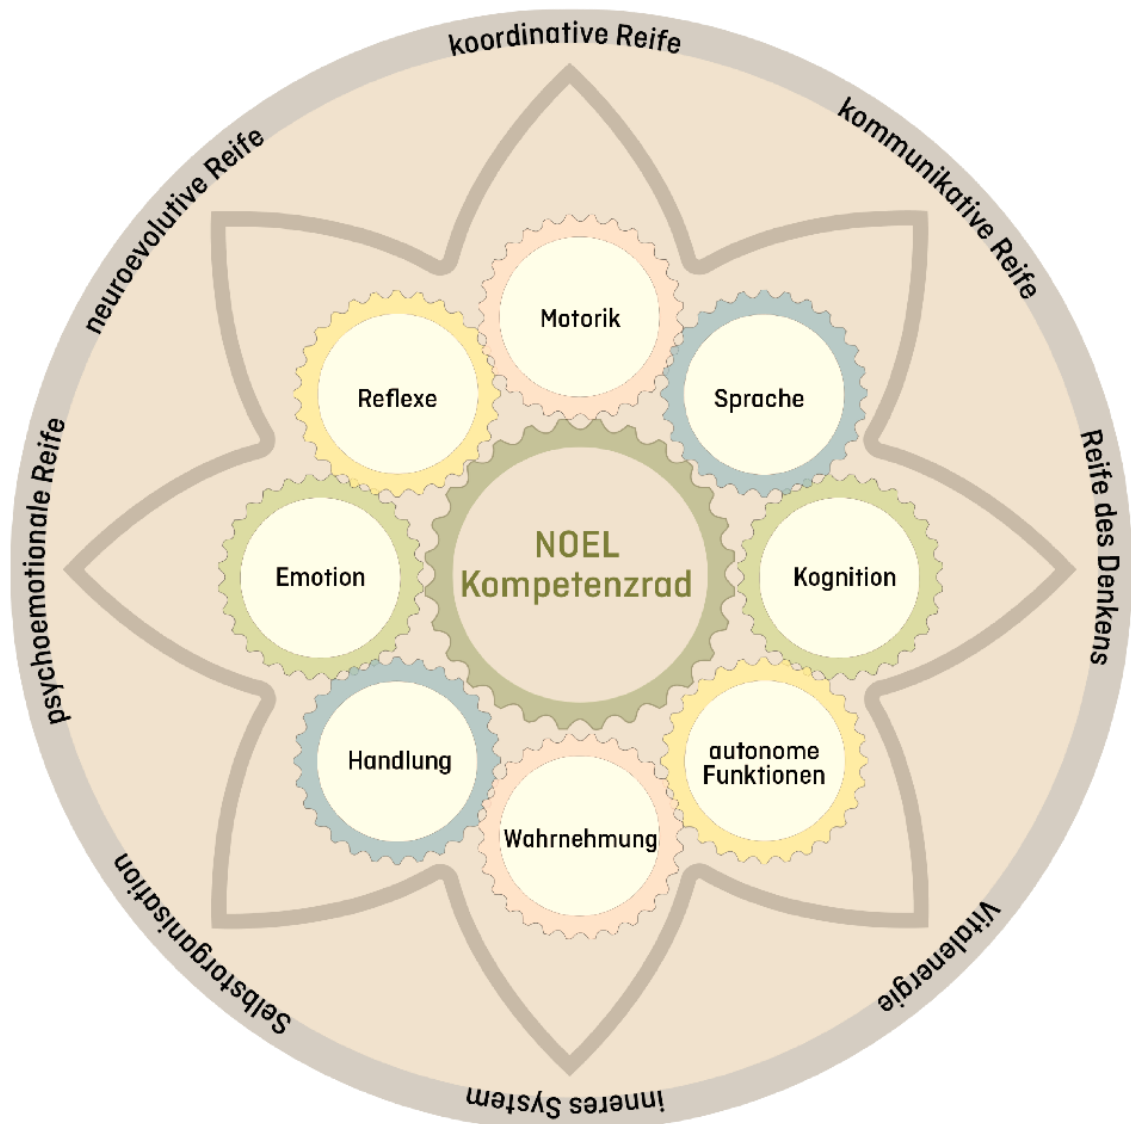 koordinative Reife
kommunikative Reife
Reife des Denkens
Vitalenergie
inneres System
Selbstorganisation
psychoemotionale Reife
neuroevolutive Reife
Motorik
Sprache
Kognition
autonome
Funktionen
Wahrnehmung
Handlung
Emotion
Reflexe
NOEL
Kompetenzrad